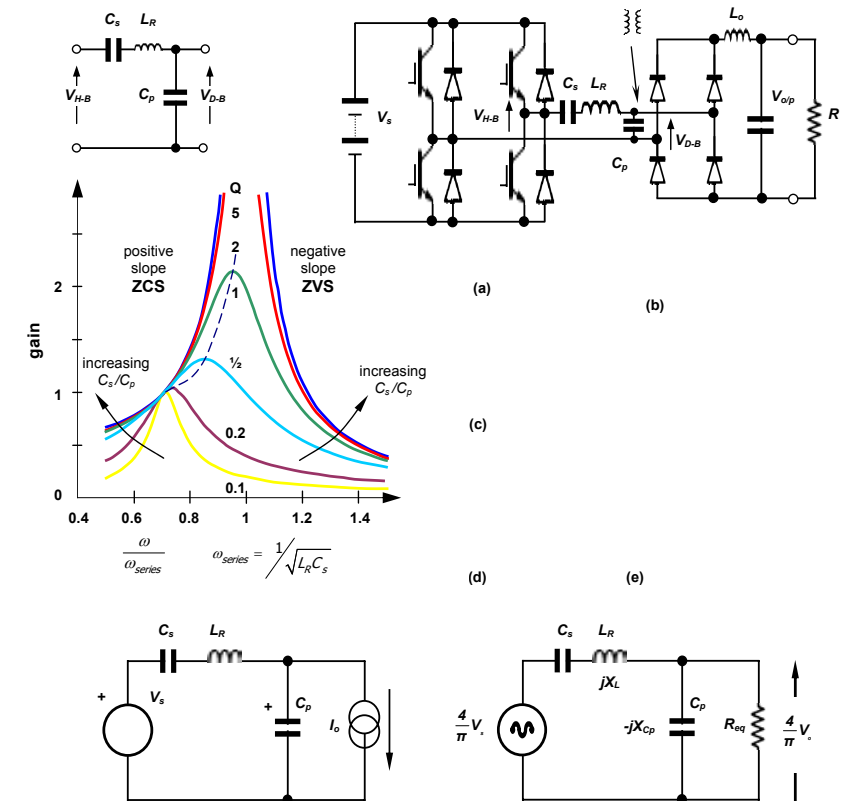 Cs LR
VH-B Cp VD-B
Vs
VH-B
Cs LR
Cp
VD-B
Lo
Vo/p
R
(a)
(b)
(c)
(d)
(e)
gain
2
1
0
0.4 0.6 0.8 1 1.2 1.4
Q
5
2
1
½
0.2
0.1
positive
slope
ZCS
negative
slope
ZVS
increasing
Cs/Cp
increasing
Cs/Cp
ω/ωseries
ωseries = 1/√LRCs
Cs LR
+ Vs
+ Cp
Io
Cs LR
jXL
4/π Vs
-jXCp
Cp
Req
4/π Vo